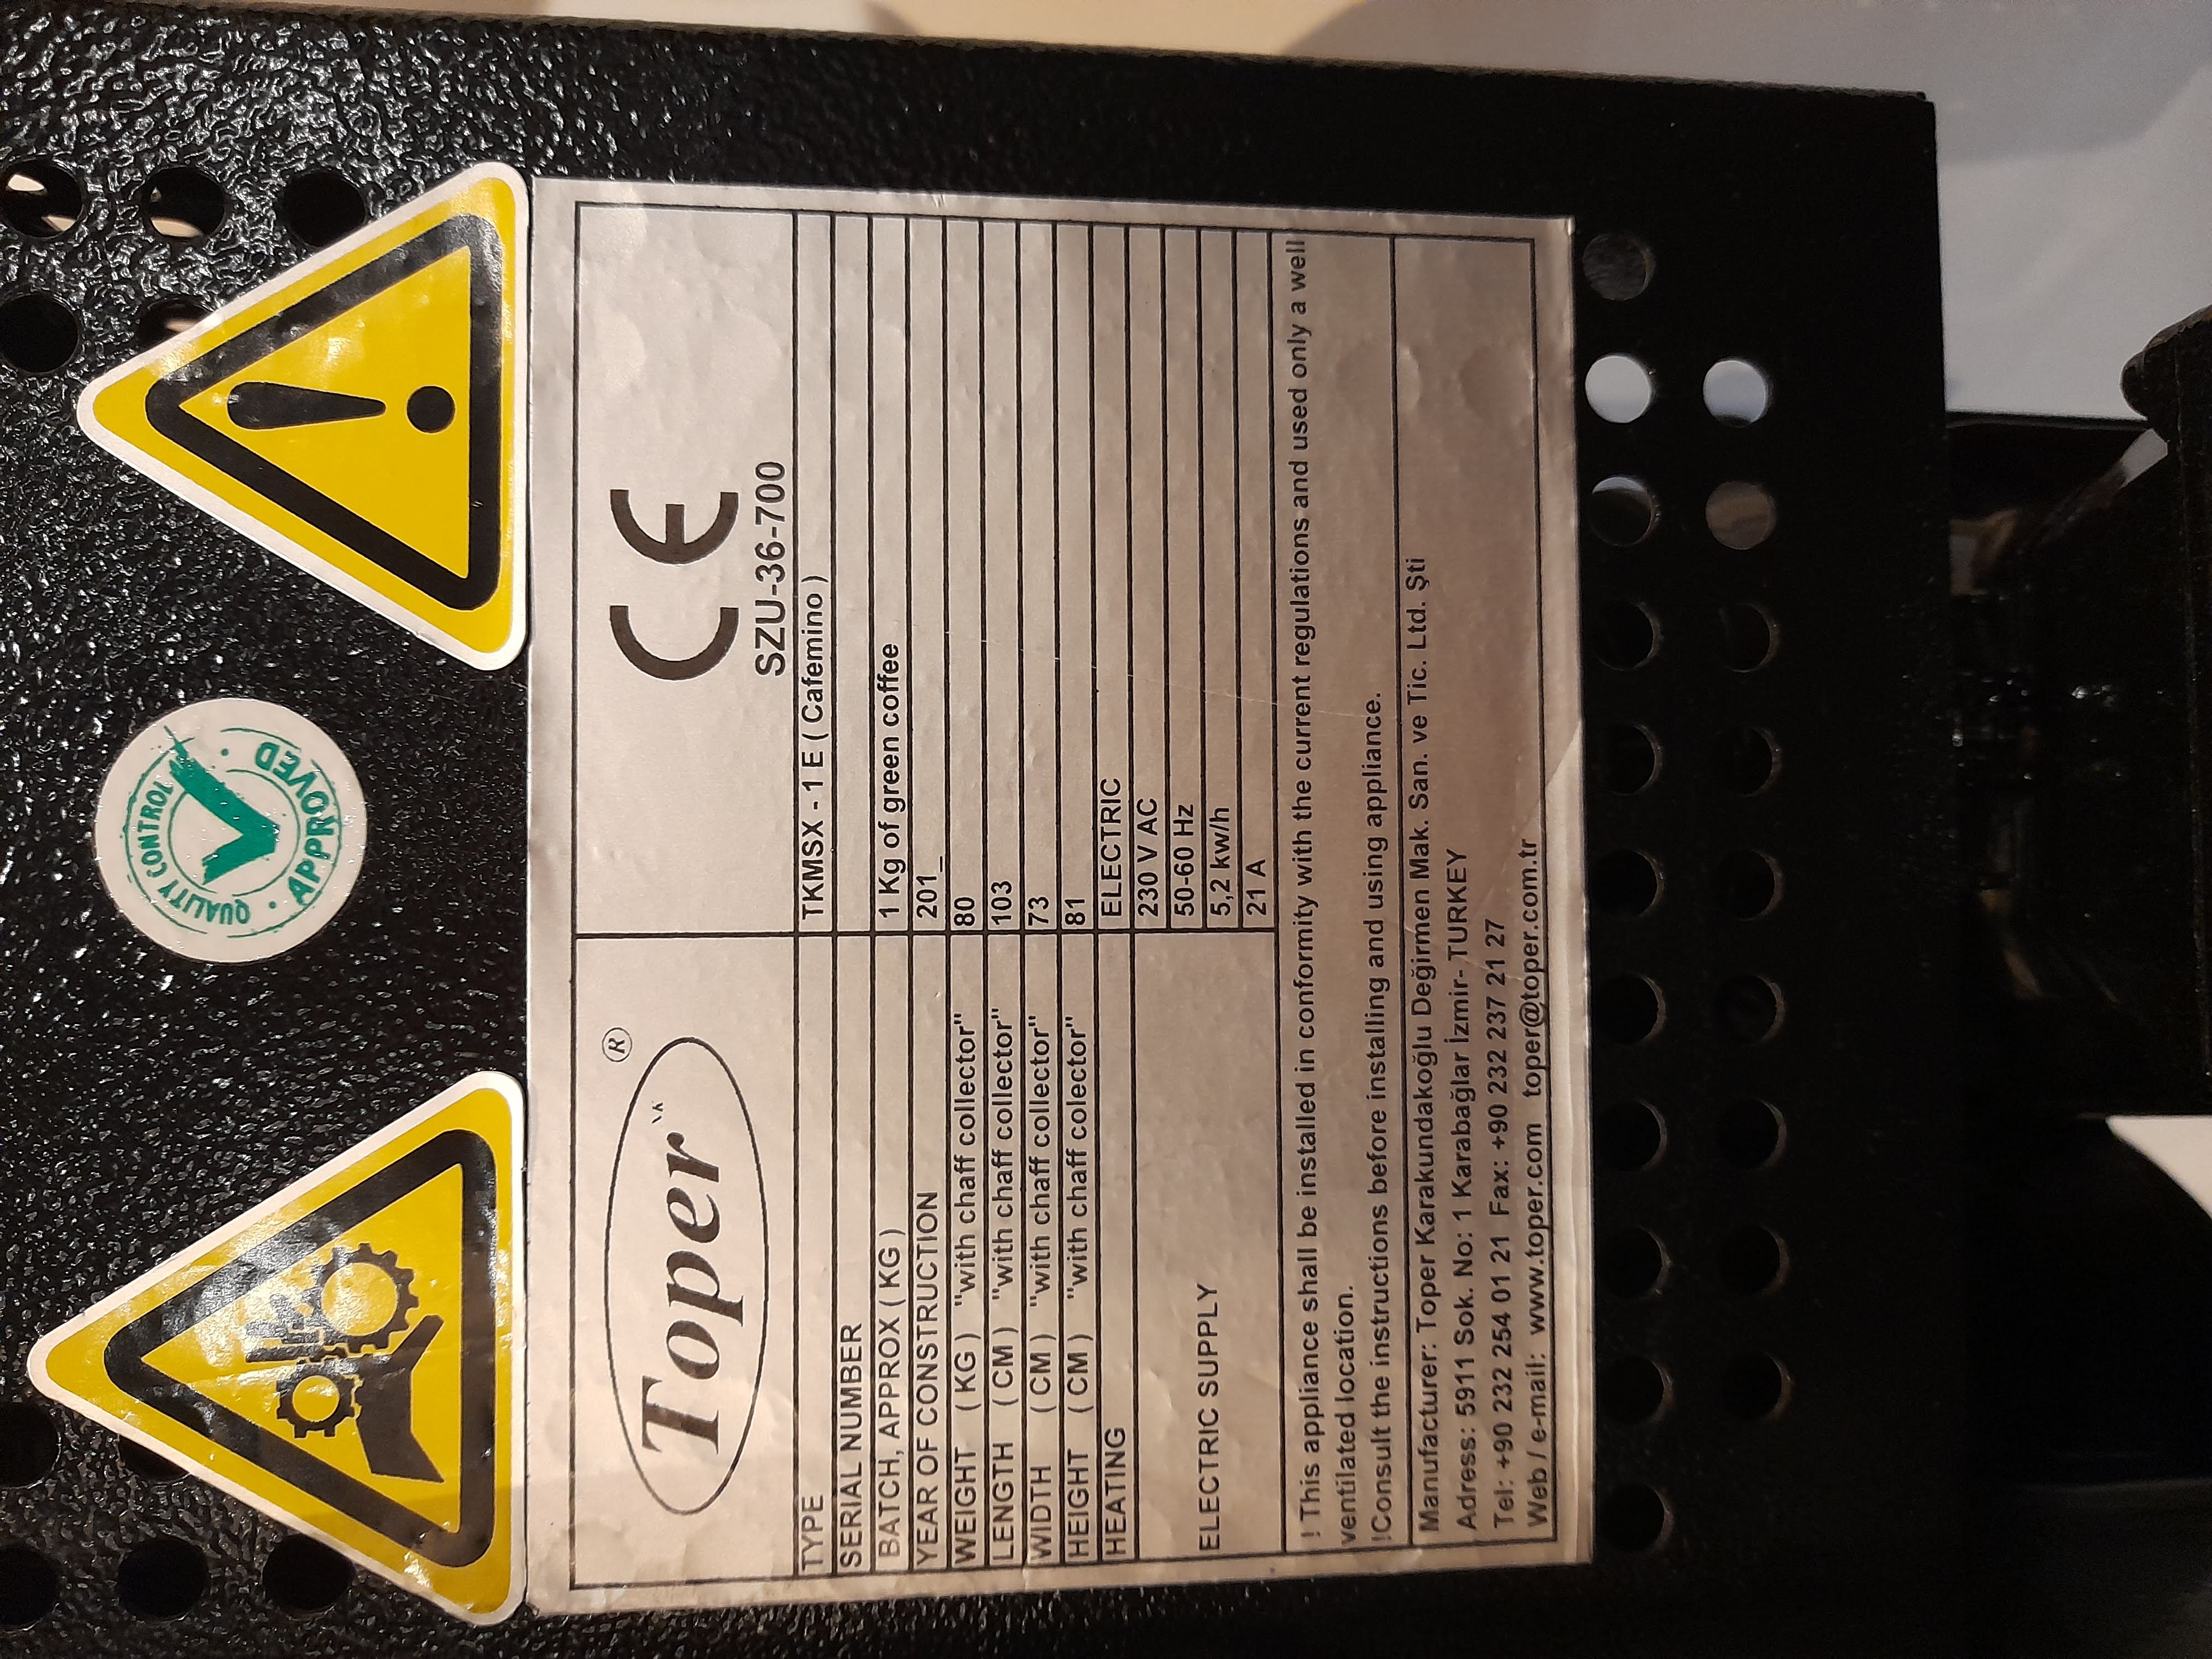 QUALITY CONTROL
APPROVED
Toper ®
CE
SZU-36-700
TYPE TKMSX - 1 E ( Cafemino )
SERIAL NUMBER
BATCH, APPROX ( KG ) 1 Kg of green coffee
YEAR OF CONSTRUCTION 201_
WEIGHT ( KG ) "with chaff collector" 80
LENGTH ( CM ) "with chaff collector" 103
WIDTH ( CM ) "with chaff collector" 73
HEIGHT ( CM ) "with chaff colector" 81
HEATING ELECTRIC
ELECTRIC SUPPLY 230 V AC
50-60 Hz
5,2 kw/h
21 A
! This appliance shall be installed in conformity with the current regulations and used only a well
ventilated location.
!Consult the instructions before installing and using appliance.
Manufacturer: Toper Karakundakoğlu Değirmen Mak. San. ve Tic. Ltd. Şti
Adress: 5911 Sok. No: 1 Karabağlar İzmir- TURKEY
Tel: +90 232 254 01 21 Fax: +90 232 237 21 27
Web / e-mail: www.toper.com toper@toper.com.tr